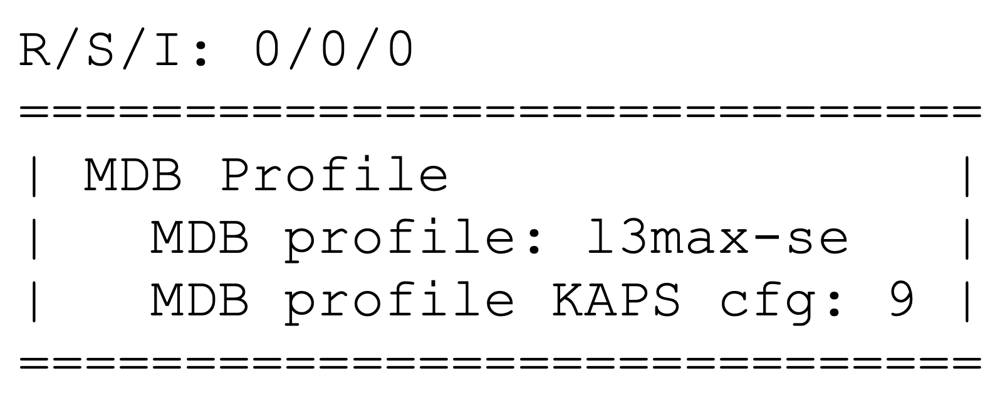 R/S/I: 0/0/0
=============================
| MDB Profile               |
|   MDB profile: l3max-se   |
|   MDB profile KAPS cfg: 9 |
=============================